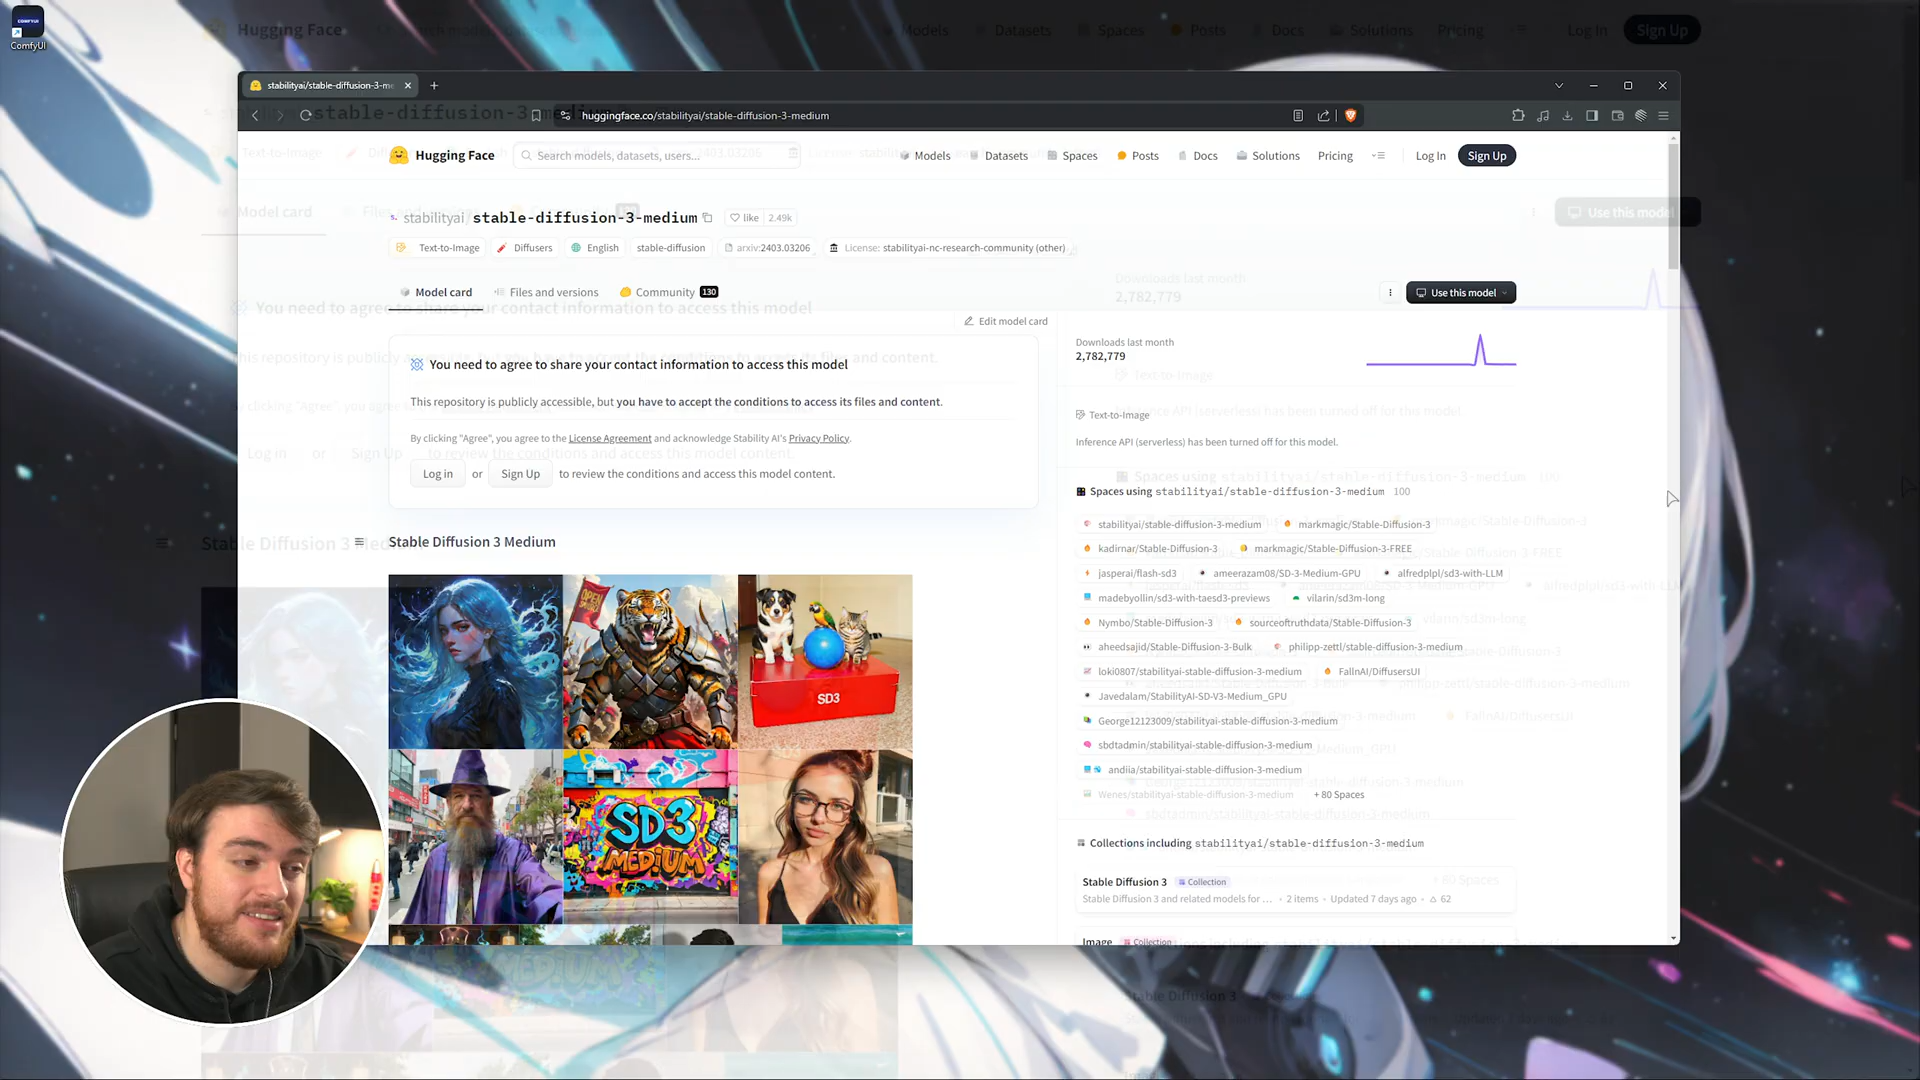 ComfyUI
stabilityai/stable-diffusion-3-me
huggingface.co/stabilityai/stable-diffusion-3-medium
Hugging Face
Search models, datasets, users...
Models
Datasets
Spaces
Posts
Docs
Solutions
Pricing
Log In
Sign Up
stabilityai/stable-diffusion-3-medium
like 2.49k
Text-to-Image
Diffusers
English
stable-diffusion
arxiv:2403.03206
License: stabilityai-nc-research-community (other)
Model card
Files and versions
Community 130
Use this model
Edit model card
You need to agree to share your contact information to access this model
This repository is publicly accessible, but you have to accept the conditions to access its files and content.
By clicking "Agree", you agree to the License Agreement and acknowledge Stability AI's Privacy Policy.
Log in or Sign Up to review the conditions and access this model content.
Stable Diffusion 3 Medium
OPEN
SD3
SD3
MEDIUM
Downloads last month
2,782,779
Text-to-Image
Inference API (serverless) has been turned off for this model.
Spaces using stabilityai/stable-diffusion-3-medium 100
stabilityai/stable-diffusion-3-medium
markmagic/Stable-Diffusion-3
kadirnar/Stable-Diffusion-3
markmagic/Stable-Diffusion-3-FREE
jasperai/flash-sd3
ameerazam08/SD-3-Medium-GPU
alfredplpl/sd3-with-LLM
madebyollin/sd3-with-taesd3-previews
vilarin/sd3m-long
Nymbo/Stable-Diffusion-3
sourceoftruthdata/Stable-Diffusion-3
aheedsajid/Stable-Diffusion-3-Bulk
philipp-zettl/stable-diffusion-3-medium
loki0807/stabilityai-stable-diffusion-3-medium
FallnAI/DiffusersUI
Javedalam/StabilityAI-SD-V3-Medium_GPU
George12123009/stabilityai-stable-diffusion-3-medium
sbdtadmin/stabilityai-stable-diffusion-3-medium
andiia/stabilityai-stable-diffusion-3-medium
Wenes/stabilityai-stable-diffusion-3-medium
+ 80 Spaces
Collections including stabilityai/stable-diffusion-3-medium
Stable Diffusion 3 Collection
Stable Diffusion 3 and related models for ... • 2 items • Updated 7 days ago • 62
Image Collection